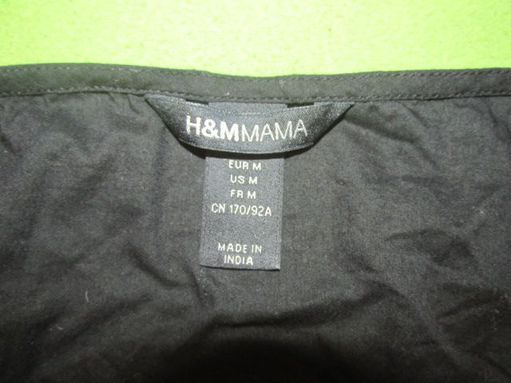 H&MMAMA
EUR M
US M
FR M
CN 170/92A
MADE IN
INDIA